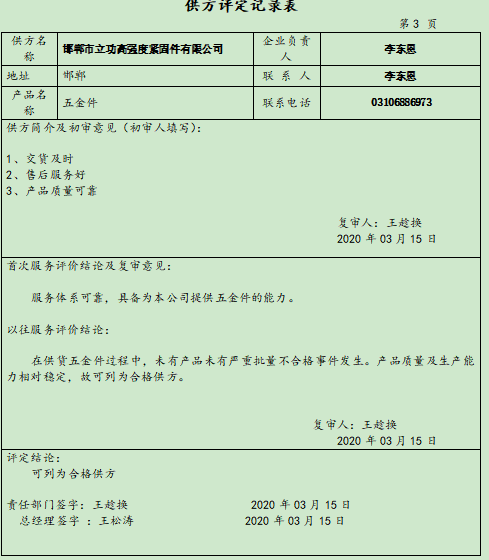 供方评定记录表
第 3 页
供方名称 邯郸市立功高强度紧固件有限公司 企业负责人 李东恩
地址 邯郸 联 系 人 李东恩
产品名称 五金件 联系电话 03106886973
供方简介及初审意见（初审人填写）：
1、交货及时
2、售后服务好
3、产品质量可靠
复审人：王趁换
2020 年 03 月 15 日
首次服务评价结论及复审意见：
服务体系可靠，具备为本公司提供五金件的能力。
以往服务评价结论：
在供货五金件过程中，未有产品未有严重批量不合格事件发生。产品质量及生产能
力相对稳定，故可列为合格供方。
复审人：王趁换
2020 年 03 月 15 日
评定结论：
可列为合格供方
责任部门签字：王趁换 2020 年 03 月 15 日
总经理签字 ：王松涛 2020 年 03 月 15 日